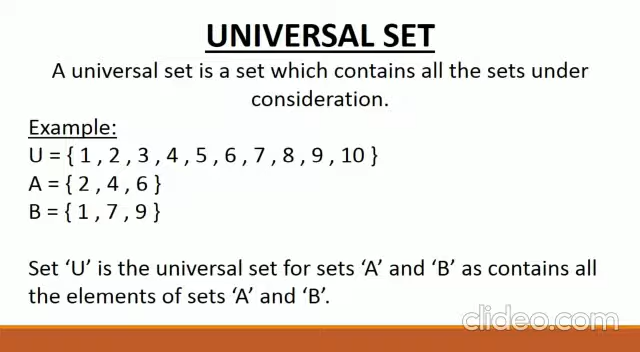 UNIVERSAL SET
A universal set is a set which contains all the sets under
consideration.
Example:
U = { 1 , 2 , 3 , 4 , 5 , 6 , 7 , 8 , 9 , 10 }
A = { 2 , 4 , 6 }
B = { 1 , 7 , 9 }
Set ‘U’ is the universal set for sets ‘A’ and ‘B’ as contains all
the elements of sets ‘A’ and ‘B’.
clideo.com